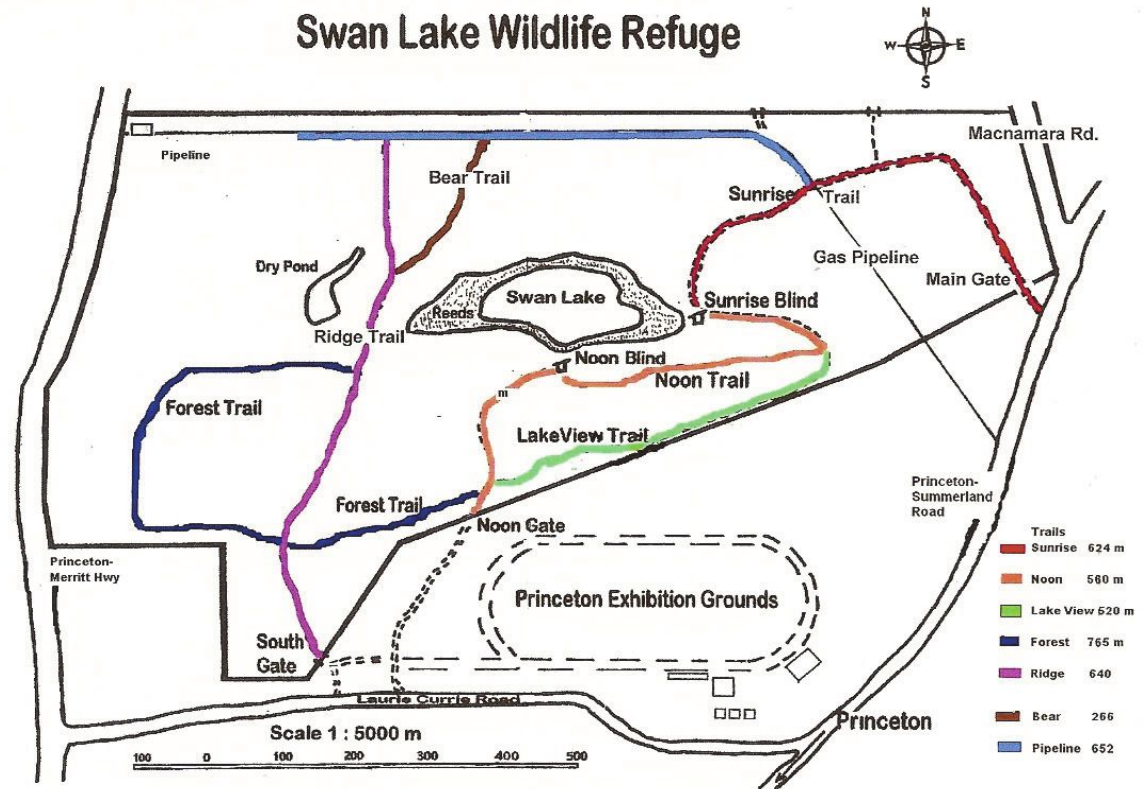 Swan Lake Wildlife Refuge
N
W E
S
Macnamara Rd.
Pipeline
Bear Trail
Sunrise Trail
Dry Pond
Gas Pipeline
Main Gate
Swan Lake
Reeds
Sunrise Blind
Ridge Trail
Noon Blind
Noon Trail
m
Forest Trail
LakeView Trail
Forest Trail
Noon Gate
Princeton-
Summerland
Road
Princeton-
Merritt Hwy
Princeton Exhibition Grounds
South
Gate
Laurie Currie Road
Princeton
Scale 1 : 5000 m
100 0 100 200 300 400 500
Trails
Sunrise 624 m
Noon 560 m
Lake View 520 m
Forest 765 m
Ridge 640
Bear 266
Pipeline 652